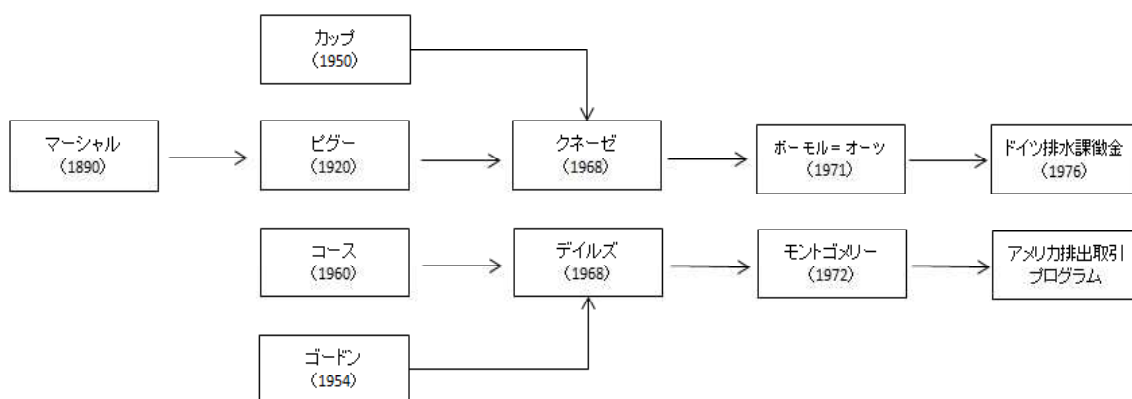 カップ
（1950）
マーシャル
（1890）
ピグー
（1920）
クネーゼ
（1968）
ボーモル＝オーツ
（1971）
ドイツ排水課徴金
（1976）
コース
（1960）
デイルズ
（1968）
モントゴメリー
（1972）
アメリカ排出取引
プログラム
ゴードン
（1954）